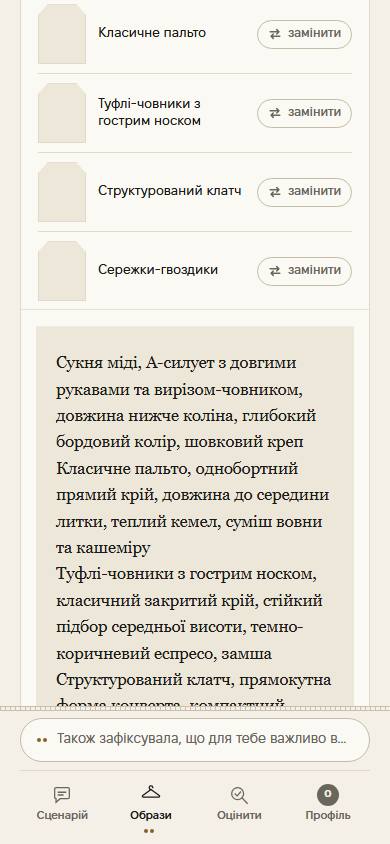 Класичне пальто
замінити
Туфлі-човники з
гострим носком
замінити
Структурований клатч
замінити
Сережки-гвоздики
замінити
Сукня міді, А-силует з довгими
рукавами та вирізом-човником,
довжина нижче коліна, глибокий
бордовий колір, шовковий креп
Класичне пальто, однобортний
прямий крій, довжина до середини
литки, теплий кемел, суміш вовни
та кашеміру
Туфлі-човники з гострим носком,
класичний закритий крій, стійкий
підбор середньої висоти, темно-
коричневий еспресо, замша
Структурований клатч, прямокутна
форма конверта, компактний
Також зафіксувала, що для тебе важливо в...
Сценарій
Образи
Оцінити
О
Профіль